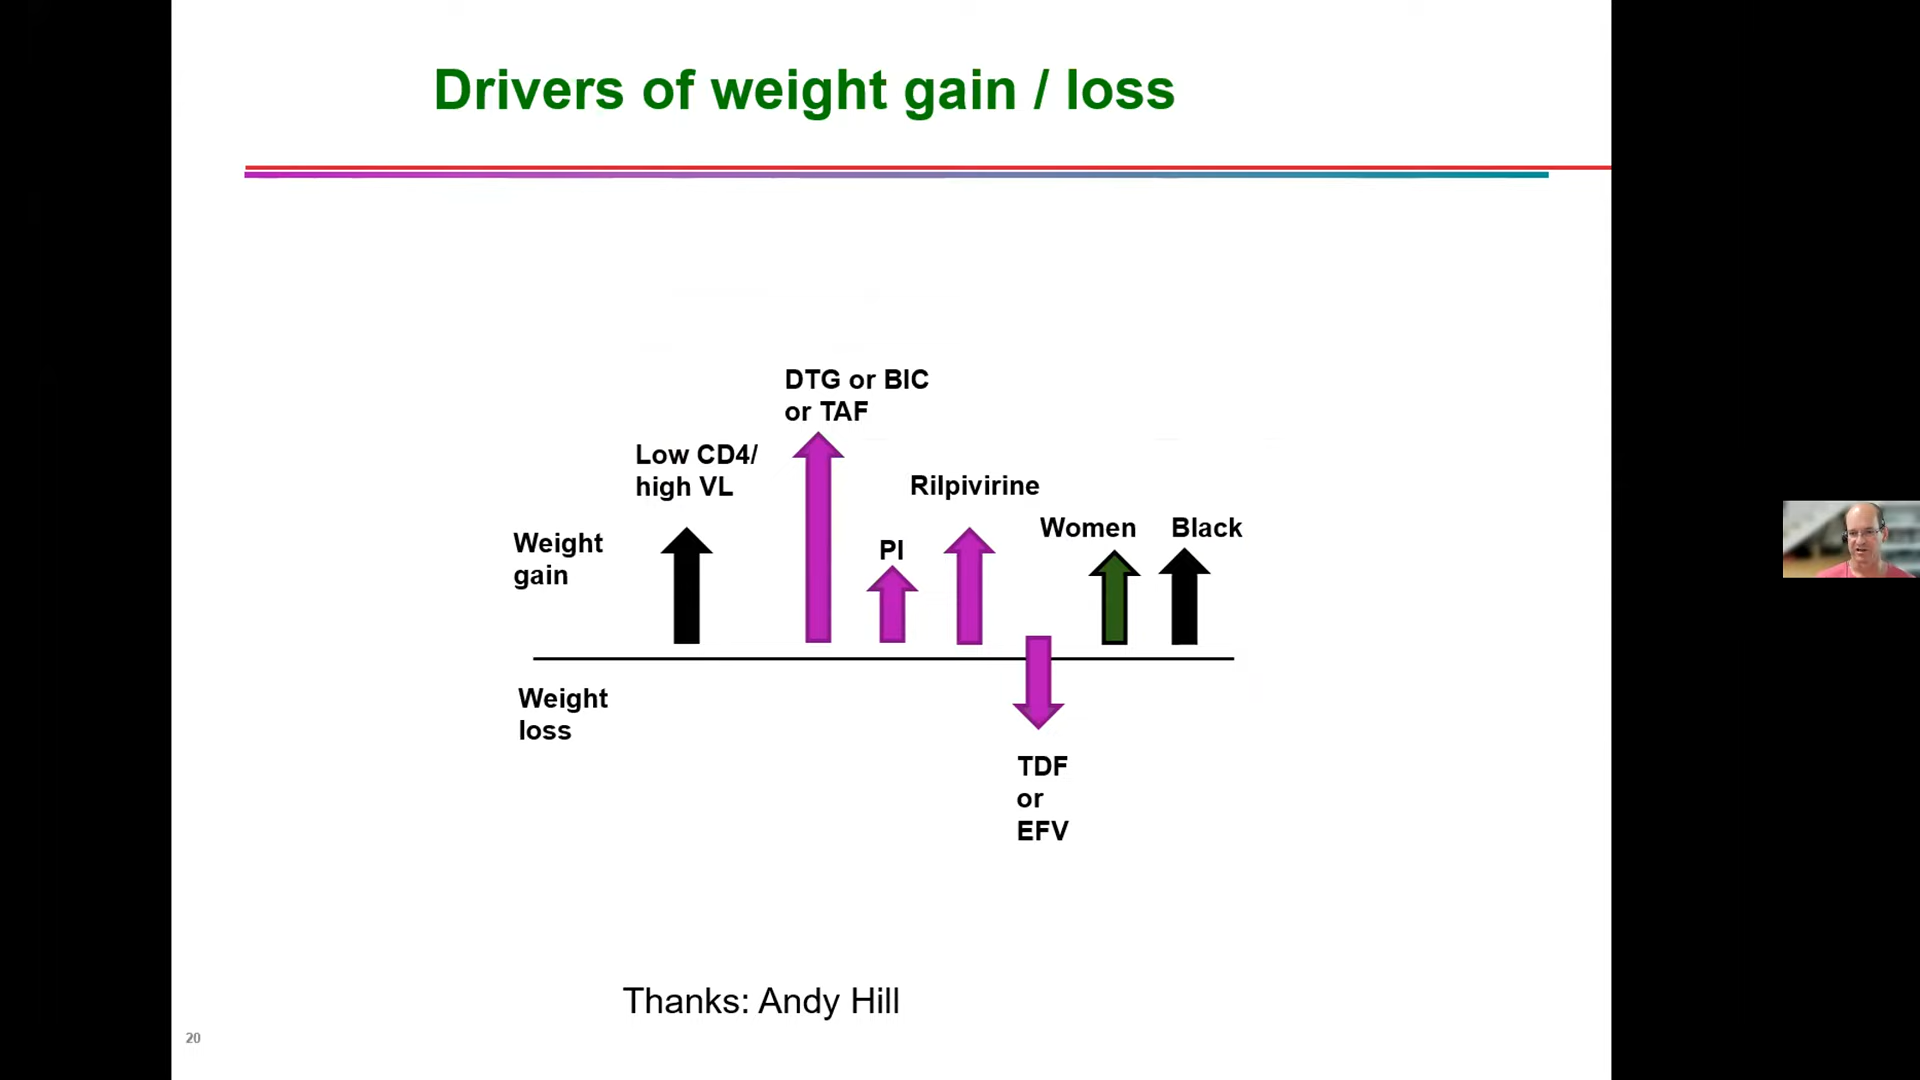 Drivers of weight gain / loss
DTG or BIC
or TAF
Low CD4/
high VL
Rilpivirine
Women
Black
Weight
gain
PI
Weight
loss
TDF
or
EFV
Thanks: Andy Hill
20